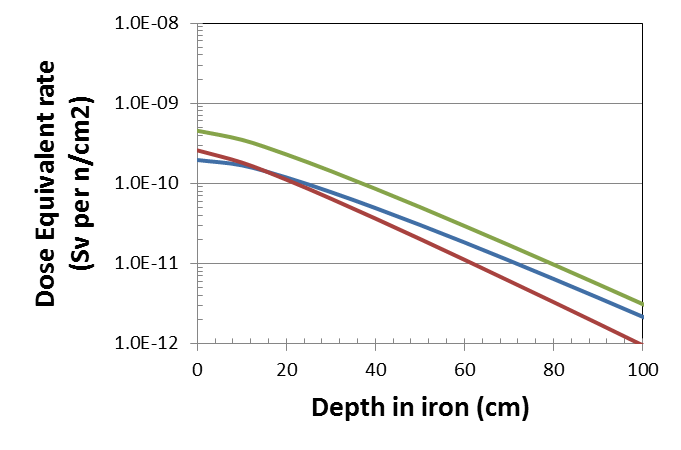 1.0E-08
1.0E-09
1.0E-10
1.0E-11
1.0E-12
Dose Equivalent rate
(Sv per n/cm2)
0 20 40 60 80 100
Depth in iron (cm)